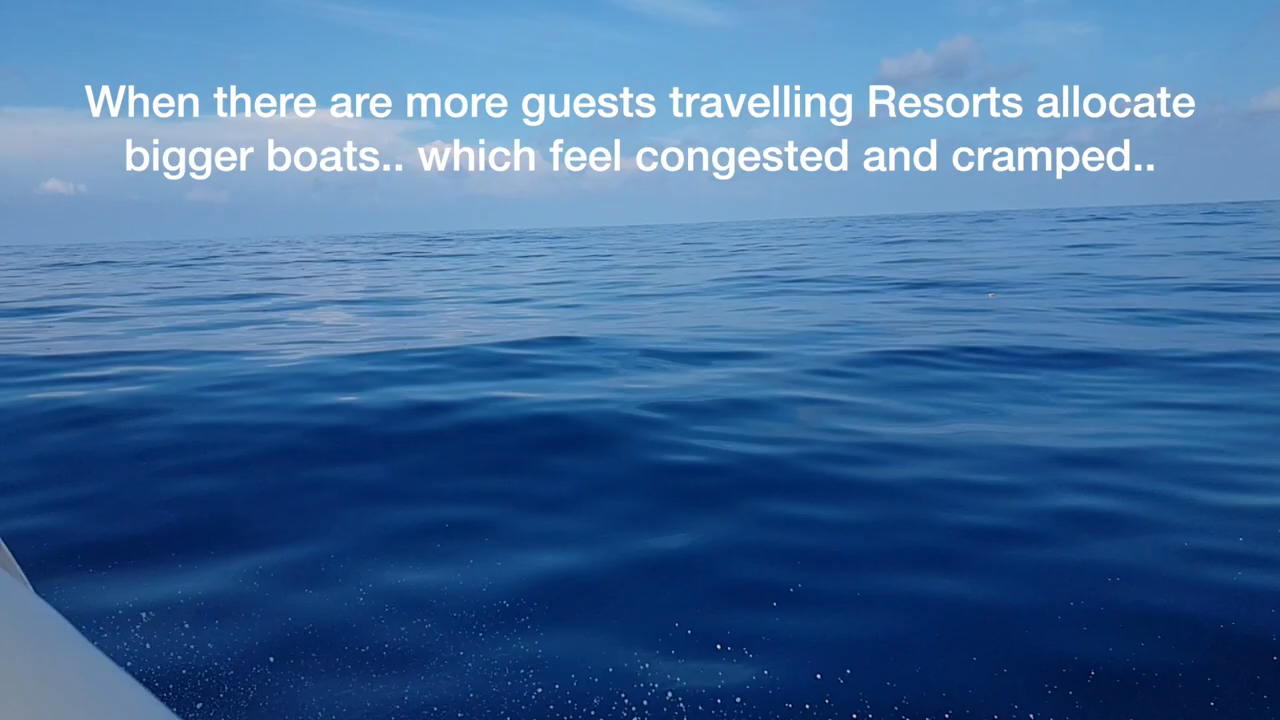 When there are more guests travelling Resorts allocate
bigger boats.. which feel congested and cramped..